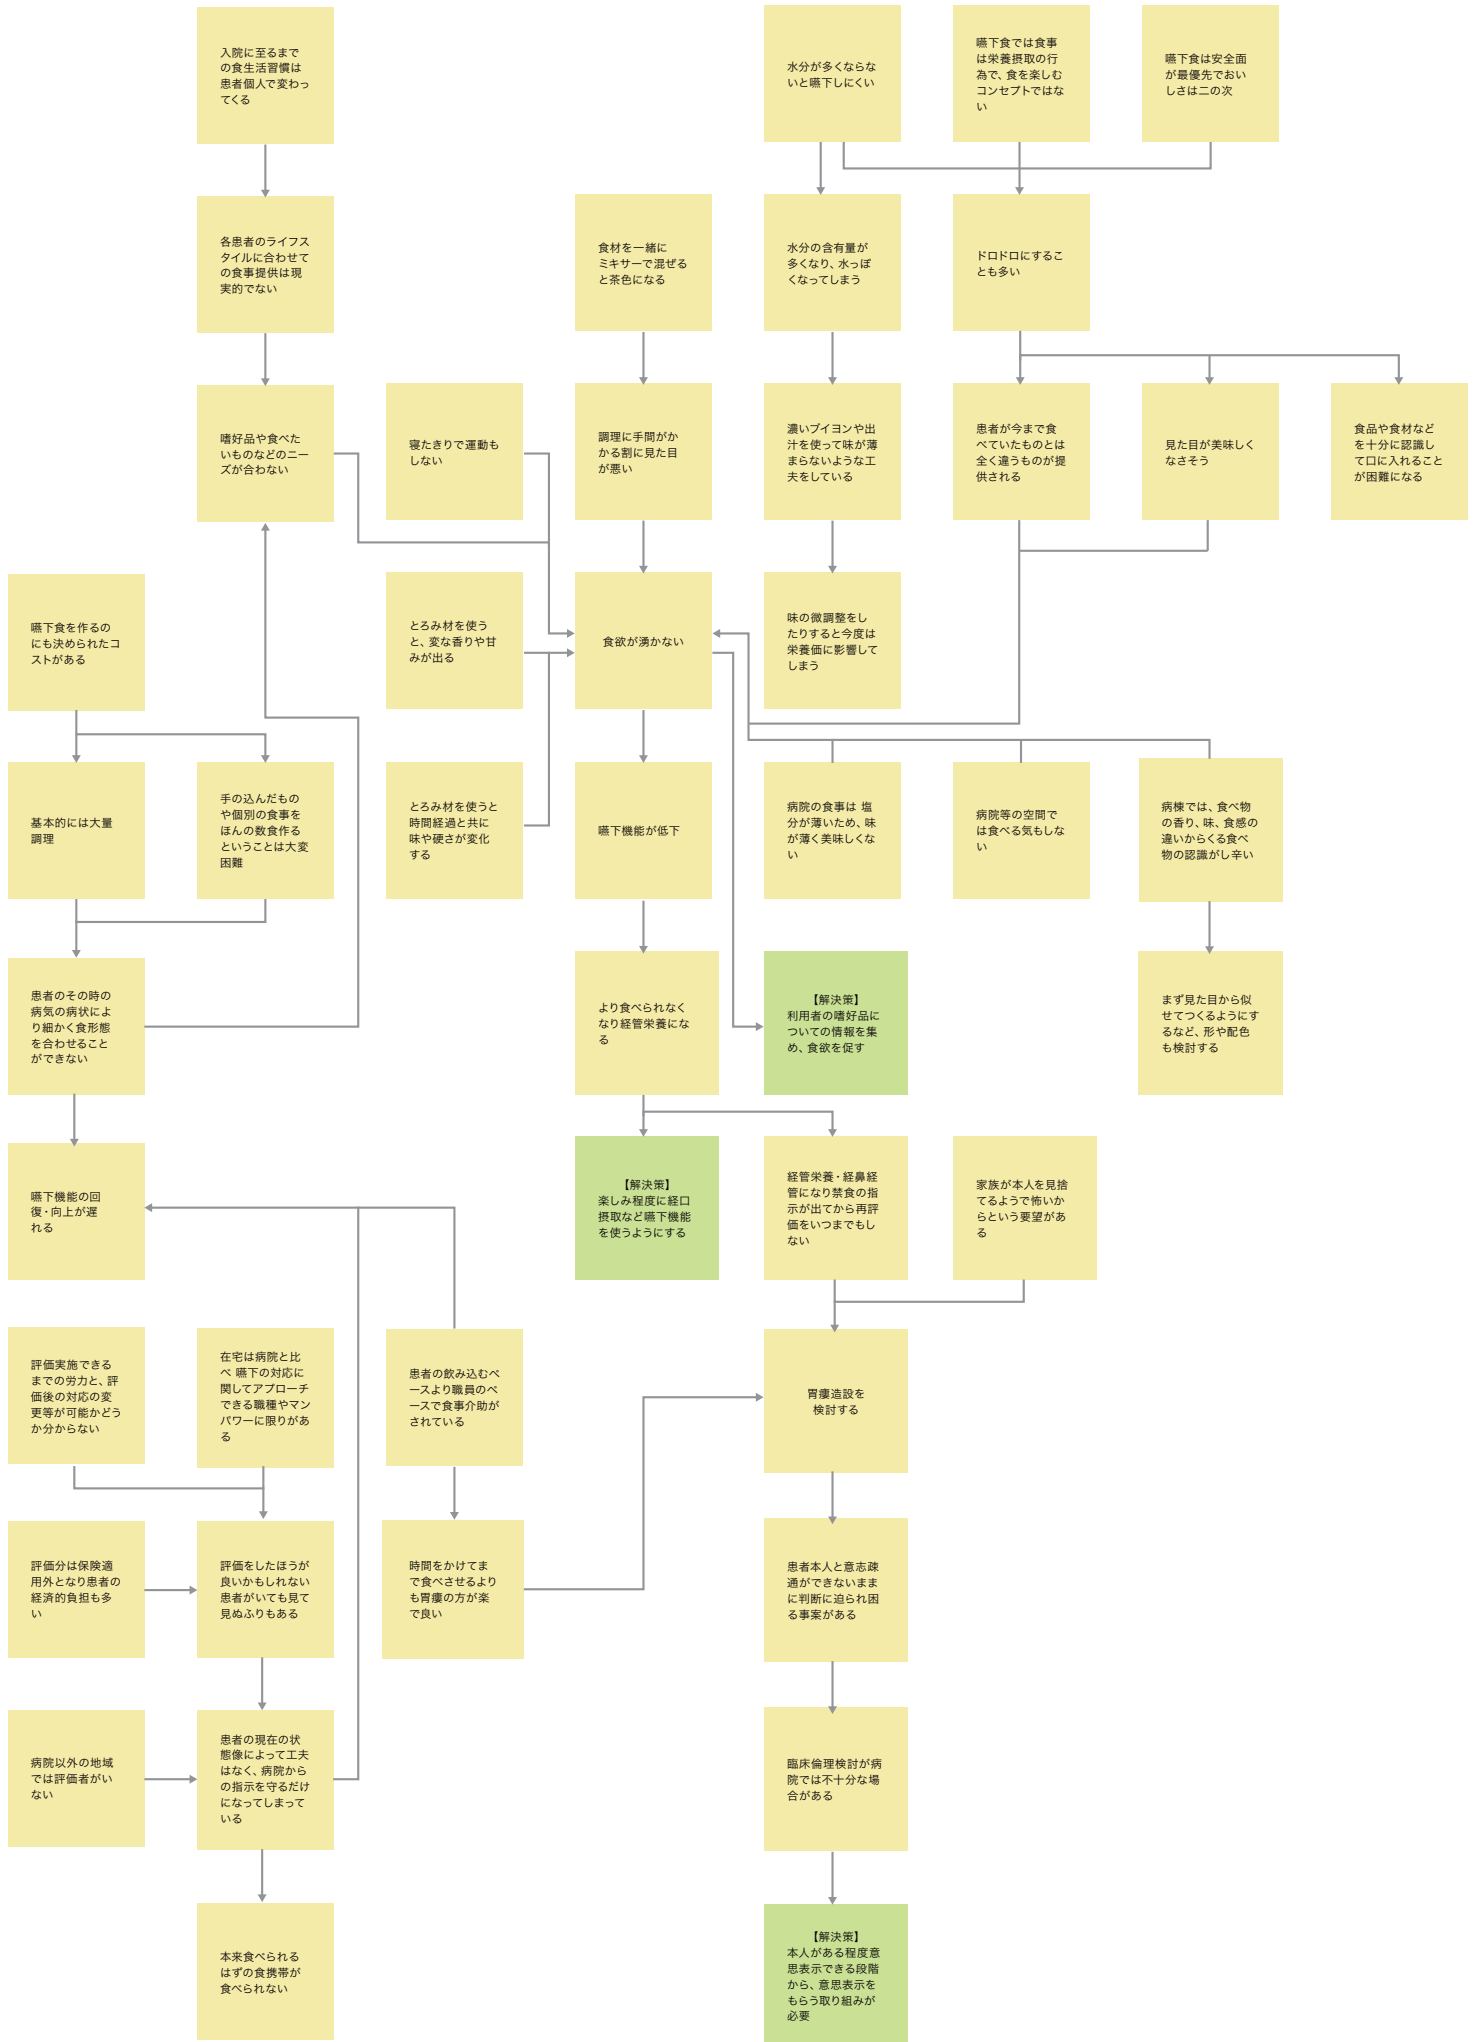 入院に至るまで
の食生活習慣は
患者個人で変わっ
てくる
水分が多くならな
いと嚥下しにくい
嚥下食では食事
は栄養摂取の行
為で、食を楽しむ
コンセプトではな
い
嚥下食は安全面
が最優先でおい
しさは二の次
各患者のライフス
タイルに合わせて
の食事提供は現
実的でない
食材を一緒に
ミキサーで混ぜる
と茶色になる
水分の含有量が
多くなり、水っぽ
くなってしまう
ドロドロにするこ
とも多い
嗜好品や食べた
いものなどのニー
ズが合わない
寝たきりで運動も
しない
調理に手間がか
かる割に見た目
が悪い
濃いブイヨンや出
汁を使って味が薄
まらないような工
夫をしている
患者が今まで食
べていたものとは
全く違うものが提
供される
見た目が美味しく
なさそう
食品や食材など
を十分に認識し
て口に入れること
が困難になる
嚥下食を作るの
にも決められたコ
ストがある
とろみ材を使う
と、変な香りや甘
みが出る
食欲が湧かない
味の微調整をし
たりすると今度は
栄養価に影響して
しまう
基本的には大量
調理
手の込んだもの
や個別の食事を
ほんの数食作る
ということは大変
困難
とろみ材を使うと
時間経過と共に
味や硬さが変化
する
嚥下機能が低下
病院の食事は 塩
分が薄いため、味
が薄く美味しくな
い
病院等の空間で
は食べる気もしな
い
病棟では、食べ物
の香り、味、食感の
違いからくる食べ
物の認識がし辛い
患者のその時の
病気の病状によ
り細かく食形態
を合わせること
ができない
より食べられなく
なり経管栄養にな
る
【解決策】
利用者の嗜好品に
ついての情報を集
め、食欲を促す
まず見た目から似
せてつくるようにす
るなど、形や配色
も検討する
嚥下機能の回
復・向上が遅
れる
【解決策】
楽しみ程度に経口
摂取など嚥下機能
を使うようにする
経管栄養・経鼻経
管になり禁食の指
示が出てから再評
価をいつまでもし
ない
家族が本人を見捨
てるようで怖いか
らという要望があ
る
評価実施できる
までの労力と、評
価後の対応の変
更等が可能かどう
か分からない
在宅は病院と比
べ 嚥下の対応に
関してアプローチ
できる職種やマン
パワーに限りがあ
る
患者の飲み込むペ
ースより職員のペ
ースで食事介助が
されている
胃瘻造設を
検討する
評価分は保険適
用外となり患者の
経済的負担も多
い
評価をしたほうが
良いかもしれない
患者がいても見て
見ぬふりもある
時間をかけてま
で食べさせるより
も胃瘻の方が楽
で良い
患者本人と意志疎
通ができないまま
に判断に迫られ困
る事案がある
病院以外の地域
では評価者がい
ない
患者の現在の状
態像によって工夫
はなく、病院から
の指示を守るだけ
になってしまって
いる
臨床倫理検討が病
院では不十分な場
合がある
本来食べられる
はずの食携帯が
食べられない
【解決策】
本人がある程度意
思表示できる段階
から、意思表示を
もらう取り組みが
必要